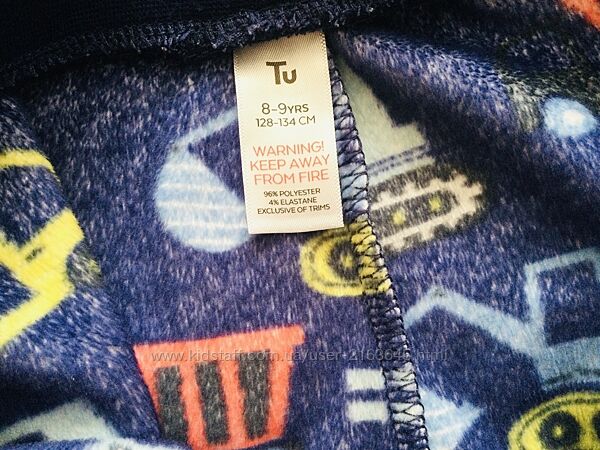 Tu
8-9YRS
128-134 CM
WARNING!
KEEP AWAY
FROM FIRE
96% POLYESTER
4% ELASTANE
EXCLUSIVE OF TRIMS